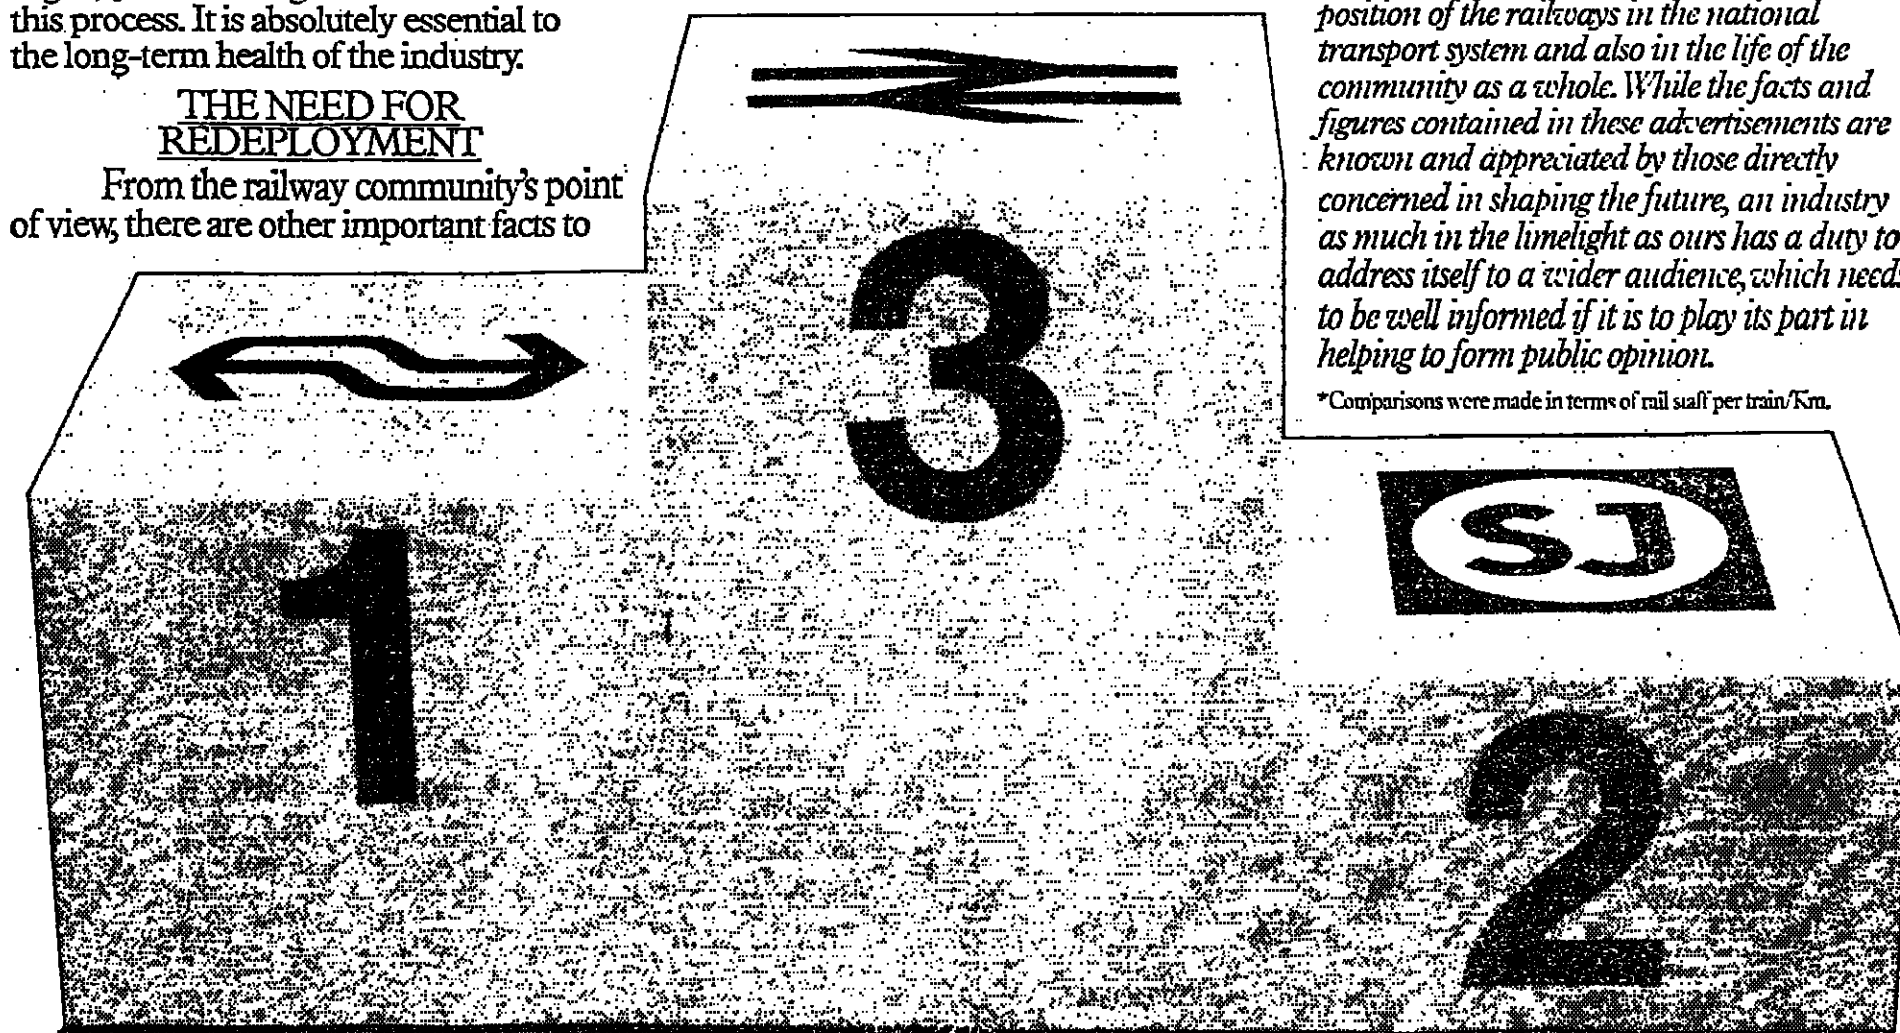 this process. It is absolutely essential to
the long-term health of the industry.
THE NEED FOR
REDEPLOYMENT
From the railway community's point
of view, there are other important facts to
position of the railways in the national
transport system and also in the life of the
community as a whole. While the facts and
figures contained in these advertisements are
known and appreciated by those directly
concerned in shaping the future, an industry
as much in the limelight as ours has a duty to
address itself to a wider audience, which needs
to be well informed if it is to play its part in
helping to form public opinion.
*Comparisons were made in terms of rail staff per train/Km.
3
1
SJ
2